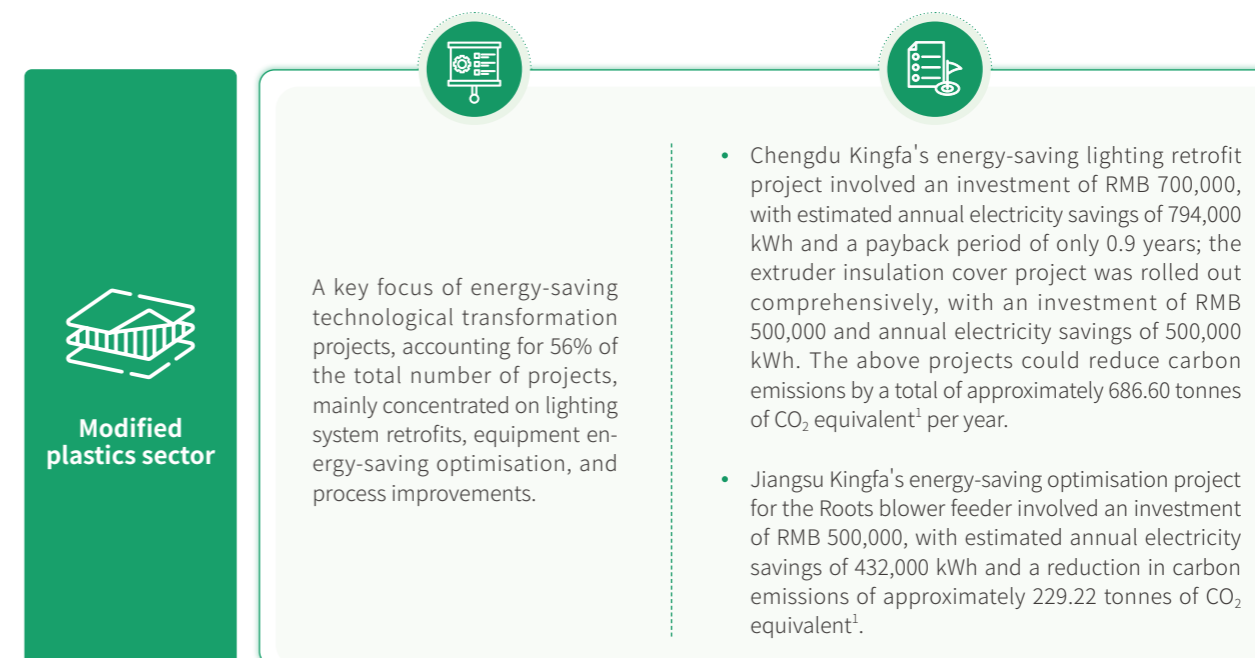 Modified
plastics sector
A key focus of energy-saving
technological transformation
projects, accounting for 56% of
the total number of projects,
mainly concentrated on lighting
system retrofits, equipment en-
ergy-saving optimisation, and
process improvements.
• Chengdu Kingfa's energy-saving lighting retrofit
project involved an investment of RMB 700,000,
with estimated annual electricity savings of 794,000
kWh and a payback period of only 0.9 years; the
extruder insulation cover project was rolled out
comprehensively, with an investment of RMB
500,000 and annual electricity savings of 500,000
kWh. The above projects could reduce carbon
emissions by a total of approximately 686.60 tonnes
of CO₂ equivalent¹ per year.
• Jiangsu Kingfa's energy-saving optimisation project
for the Roots blower feeder involved an investment
of RMB 500,000, with estimated annual electricity
savings of 432,000 kWh and a reduction in carbon
emissions of approximately 229.22 tonnes of CO₂
equivalent¹.